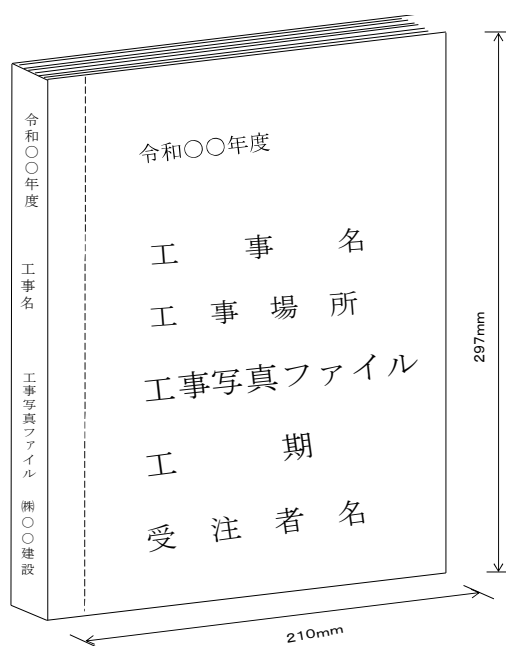 令和〇〇年度
工事名
工事写真ファイル
㈱〇〇建設
令和〇〇年度
工事名
工事場所
工事写真ファイル
工期
受注者名
297mm
210mm